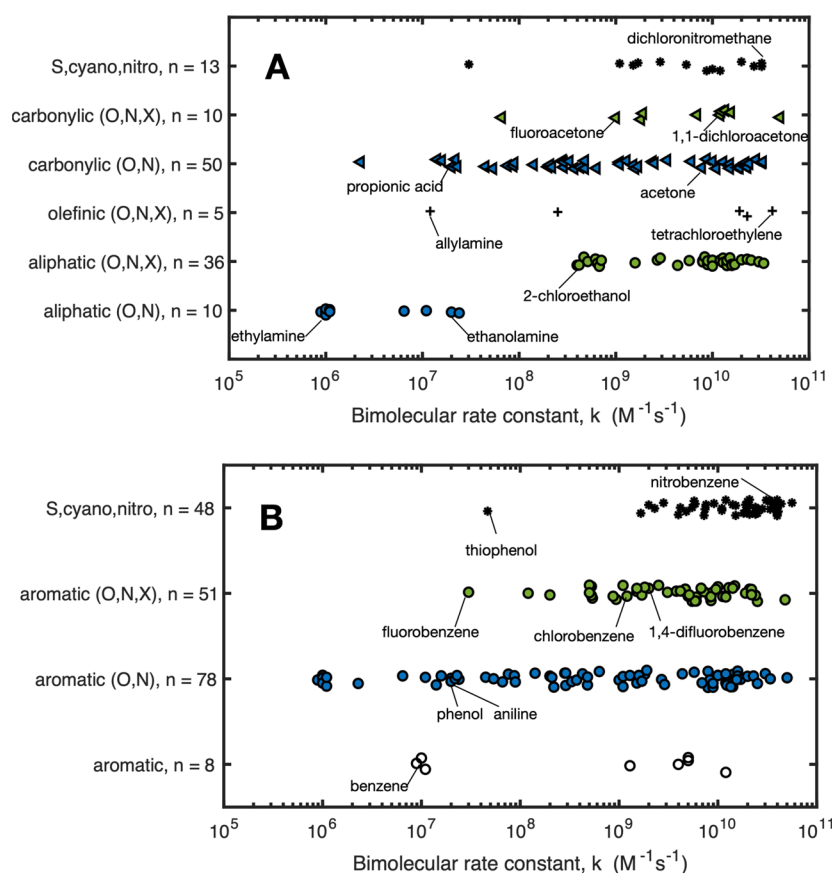 A
dichloronitromethane
S,cyano,nitro, n = 13
carbonylic (O,N,X), n = 10
fluoroacetone
1,1-dichloroacetone
carbonylic (O,N), n = 50
propionic acid
acetone
olefinic (O,N,X), n = 5
allylamine
tetrachloroethylene
aliphatic (O,N,X), n = 36
2-chloroethanol
aliphatic (O,N), n = 10
ethylamine
ethanolamine
10^5 10^6 10^7 10^8 10^9 10^10 10^11
Bimolecular rate constant, k (M^-1s^-1)
B
nitrobenzene
S,cyano,nitro, n = 48
thiophenol
aromatic (O,N,X), n = 51
fluorobenzene
chlorobenzene
1,4-difluorobenzene
aromatic (O,N), n = 78
phenol
aniline
aromatic, n = 8
benzene
10^5 10^6 10^7 10^8 10^9 10^10 10^11
Bimolecular rate constant, k (M^-1s^-1)